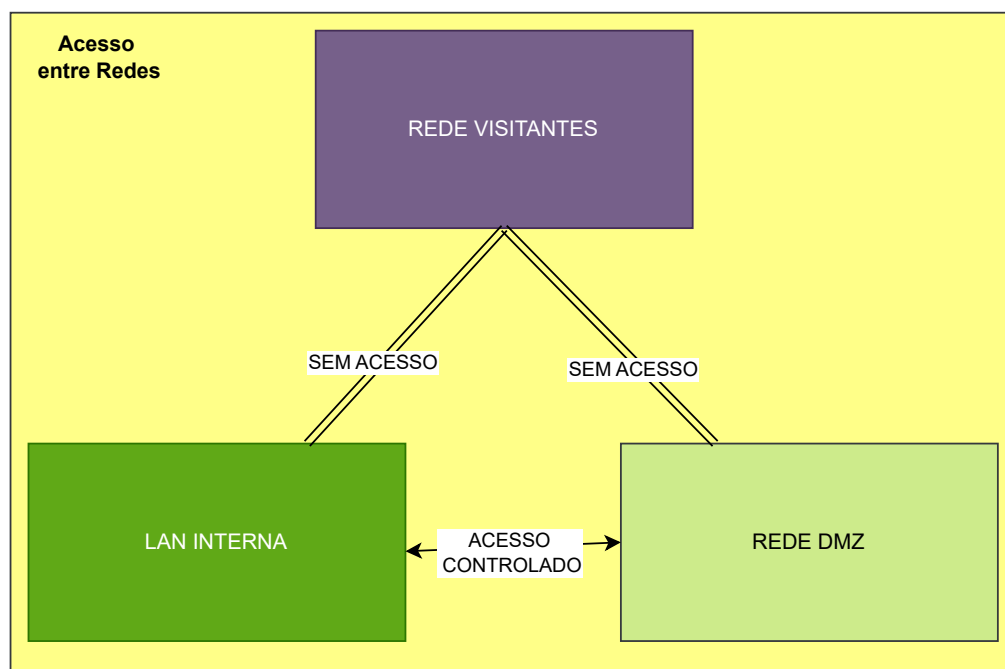 Acesso
entre Redes
REDE VISITANTES
SEM ACESSO
SEM ACESSO
LAN INTERNA
ACESSO
CONTROLADO
REDE DMZ